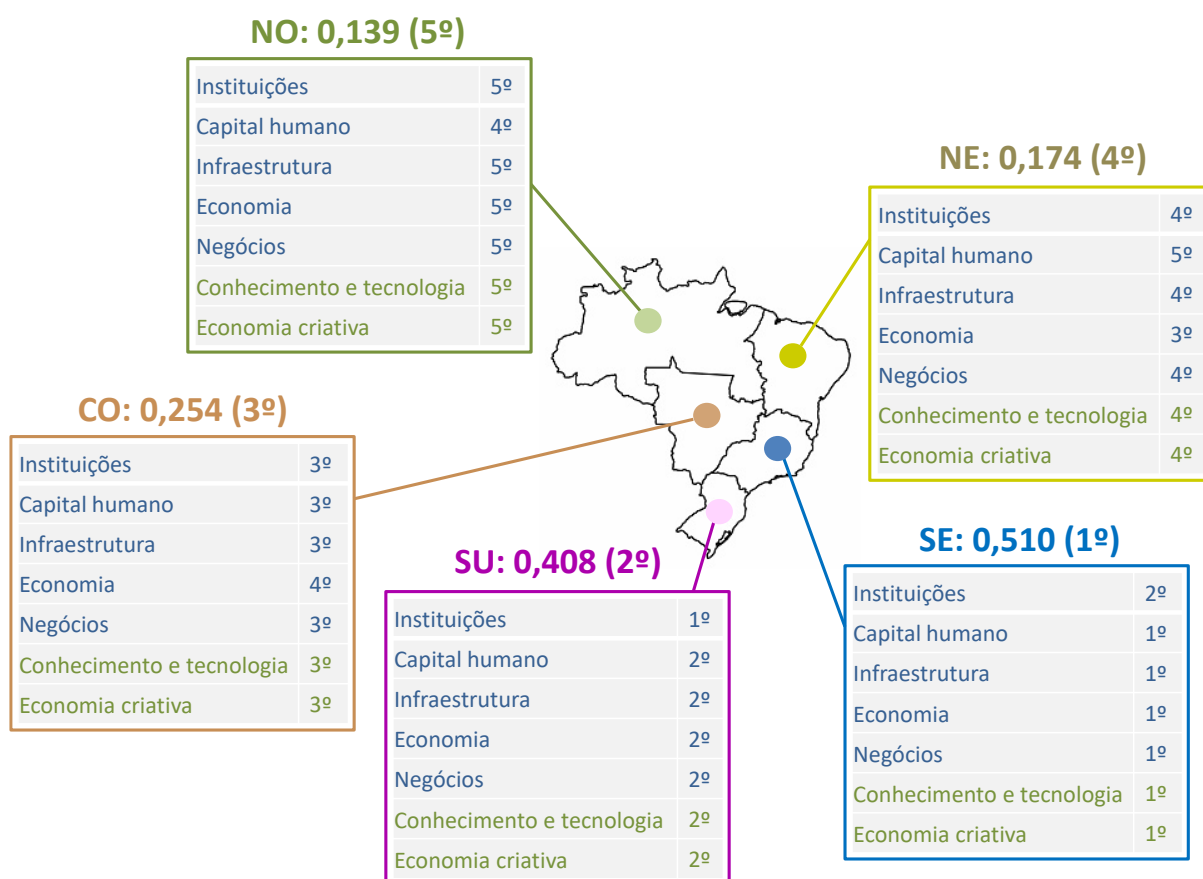 NO: 0,139 (5º)
Instituições 5º
Capital humano 4º
Infraestrutura 5º
Economia 5º
Negócios 5º
Conhecimento e tecnologia 5º
Economia criativa 5º
NE: 0,174 (4º)
Instituições 4º
Capital humano 5º
Infraestrutura 4º
Economia 3º
Negócios 4º
Conhecimento e tecnologia 4º
Economia criativa 4º
CO: 0,254 (3º)
Instituições 3º
Capital humano 3º
Infraestrutura 3º
Economia 4º
Negócios 3º
Conhecimento e tecnologia 3º
Economia criativa 3º
SU: 0,408 (2º)
Instituições 1º
Capital humano 2º
Infraestrutura 2º
Economia 2º
Negócios 2º
Conhecimento e tecnologia 2º
Economia criativa 2º
SE: 0,510 (1º)
Instituições 2º
Capital humano 1º
Infraestrutura 1º
Economia 1º
Negócios 1º
Conhecimento e tecnologia 1º
Economia criativa 1º